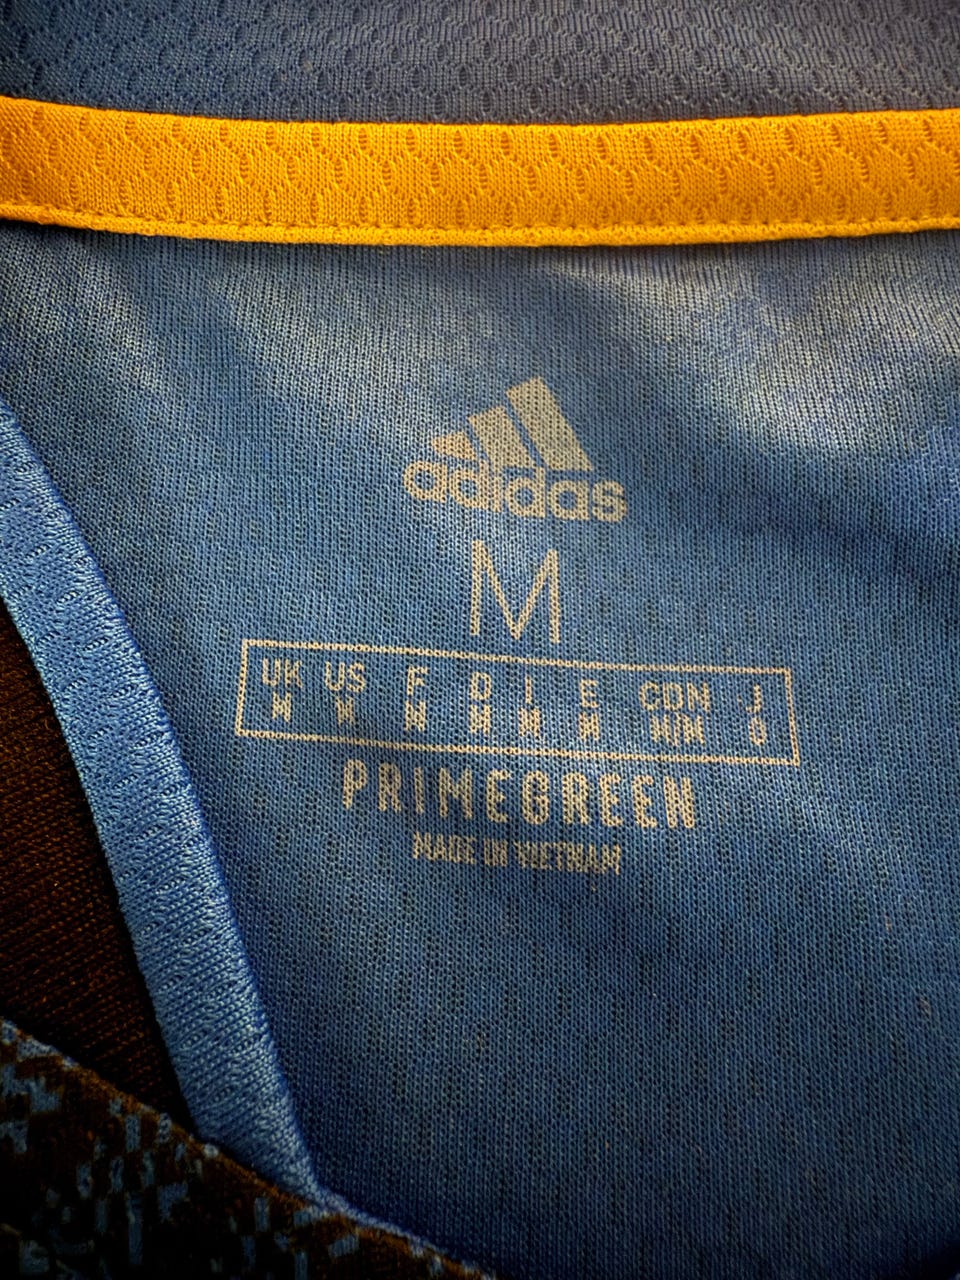 adidas
M
UK US F D I E CDN J
M M M M M M M/M O
PRIMEGREEN
MADE IN VIETNAM